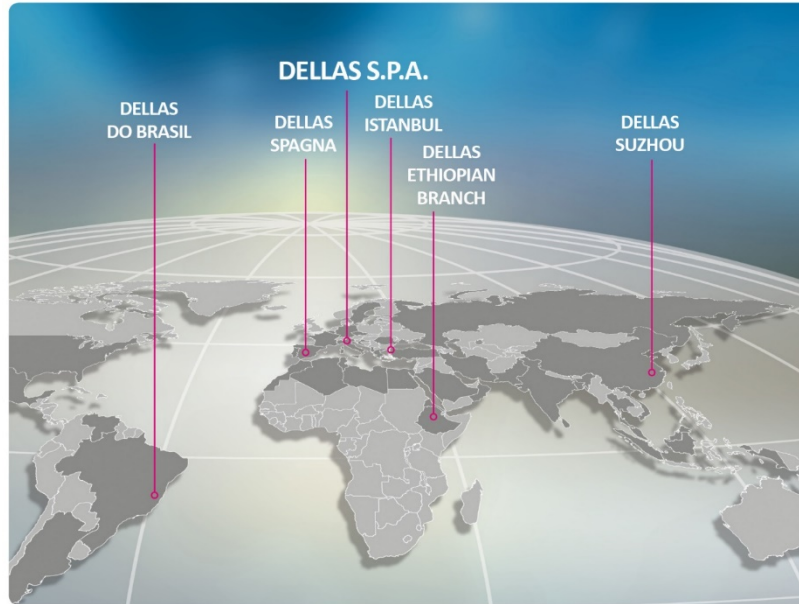 DELLAS S.P.A.
DELLAS
DO BRASIL
DELLAS
SPAGNA
DELLAS
ISTANBUL
DELLAS
ETHIOPIAN
BRANCH
DELLAS
SUZHOU